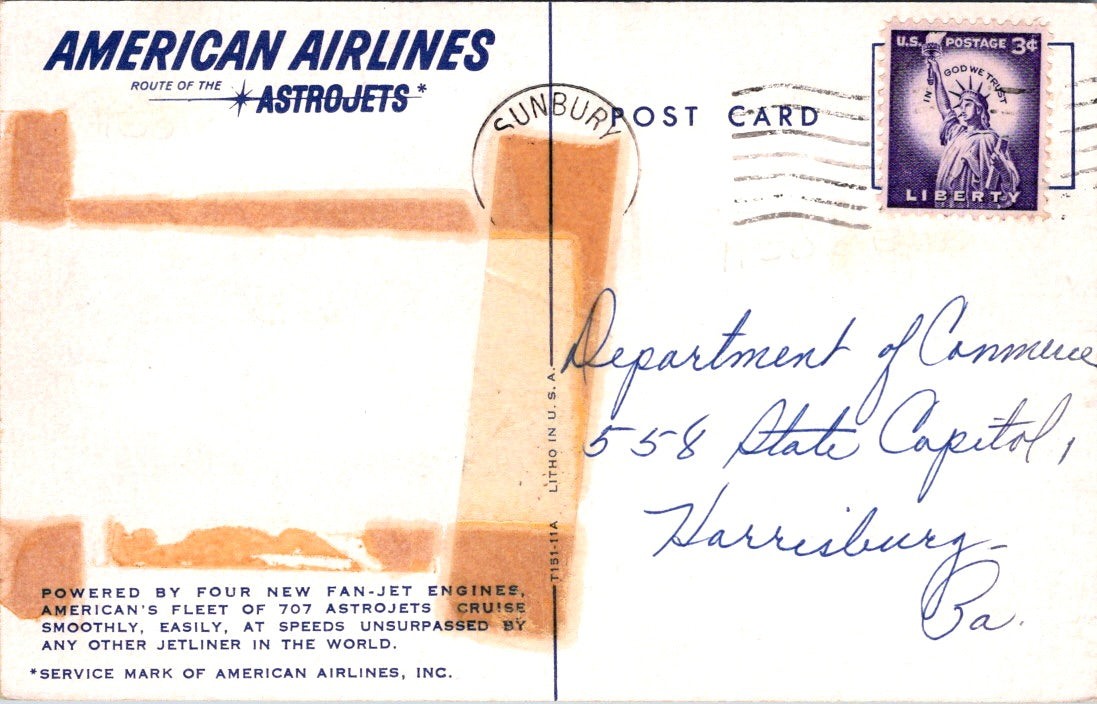 AMERICAN AIRLINES
ROUTE OF THE
ASTROJETS*
SUNBURY
POST CARD
U.S. POSTAGE 3¢
IN GOD WE TRUST
LIBERTY
Department of Commerce
558 State Capitol,
Harrisburg-
Pa.
T151-11A LITHO IN U.S.A.
POWERED BY FOUR NEW FAN-JET ENGINES,
AMERICAN'S FLEET OF 707 ASTROJETS CRUISE
SMOOTHLY, EASILY, AT SPEEDS UNSURPASSED BY
ANY OTHER JETLINER IN THE WORLD.
*SERVICE MARK OF AMERICAN AIRLINES, INC.